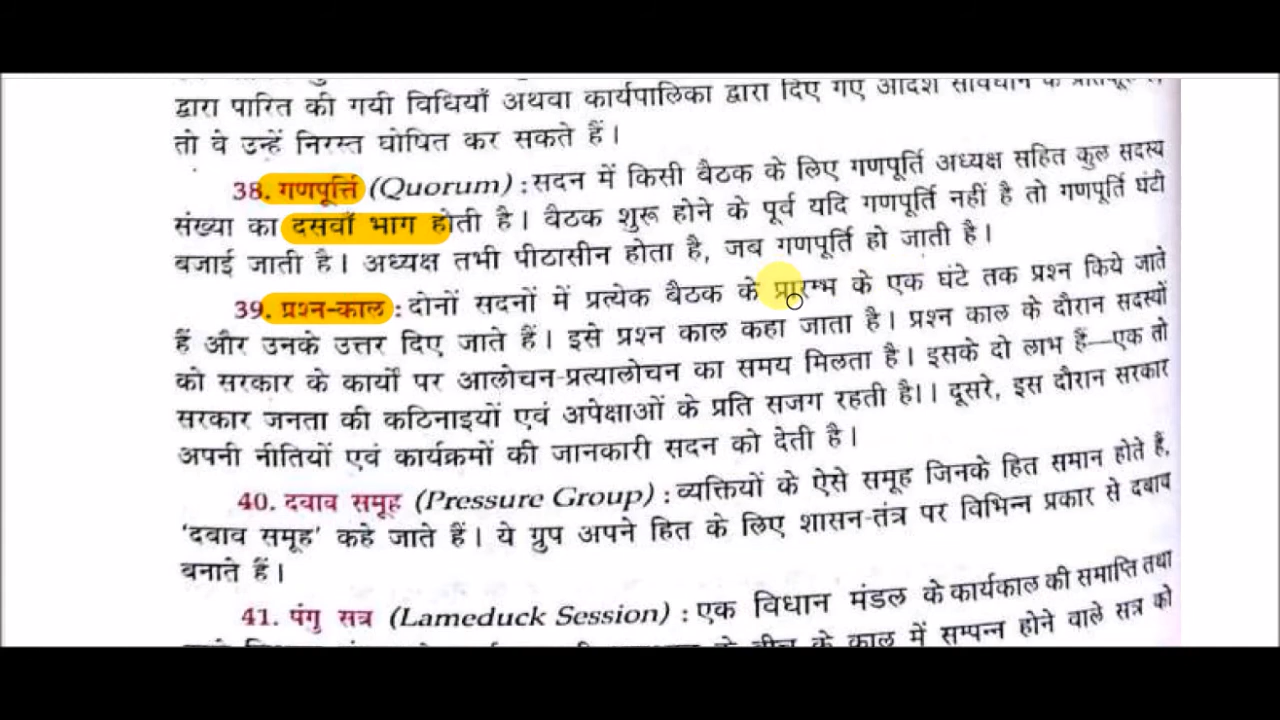 द्वारा पारित की गयी विधियाँ अथवा कार्यपालिका द्वारा दिए गए आदेश संविधान के
तो वे उन्हें निरस्त घोषित कर सकते हैं।
38. गणपूर्त्ति (Quorum) : सदन में किसी बैठक के लिए गणपूर्ति अध्यक्ष सहित कुल सदस्य
संख्या का दसवाँ भाग होती है। बैठक शुरू होने के पूर्व यदि गणपूर्ति नहीं है तो गणपूर्ति घंटी
बजाई जाती है। अध्यक्ष तभी पीठासीन होता है, जब गणपूर्ति हो जाती है।
39. प्रश्न-काल : दोनों सदनों में प्रत्येक बैठक के प्रारम्भ के एक घंटे तक प्रश्न किये जाते
हैं और उनके उत्तर दिए जाते हैं। इसे प्रश्न काल कहा जाता है। प्रश्न काल के दौरान सदस्यों
को सरकार के कार्यों पर आलोचन-प्रत्यालोचन का समय मिलता है। इसके दो लाभ हैं—एक तो
सरकार जनता की कठिनाइयों एवं अपेक्षाओं के प्रति सजग रहती है।। दूसरे, इस दौरान सरकार
अपनी नीतियों एवं कार्यक्रमों की जानकारी सदन को देती है।
40. दबाव समूह (Pressure Group) : व्यक्तियों के ऐसे समूह जिनके हित समान होते हैं,
'दबाव समूह' कहे जाते हैं। ये ग्रुप अपने हित के लिए शासन-तंत्र पर विभिन्न प्रकार से दबाव
बनाते हैं।
41. पंगु सत्र (Lameduck Session) : एक विधान मंडल के कार्यकाल की समाप्ति तथा
के बीच के काल में सम्पन्न होने वाले सत्र को